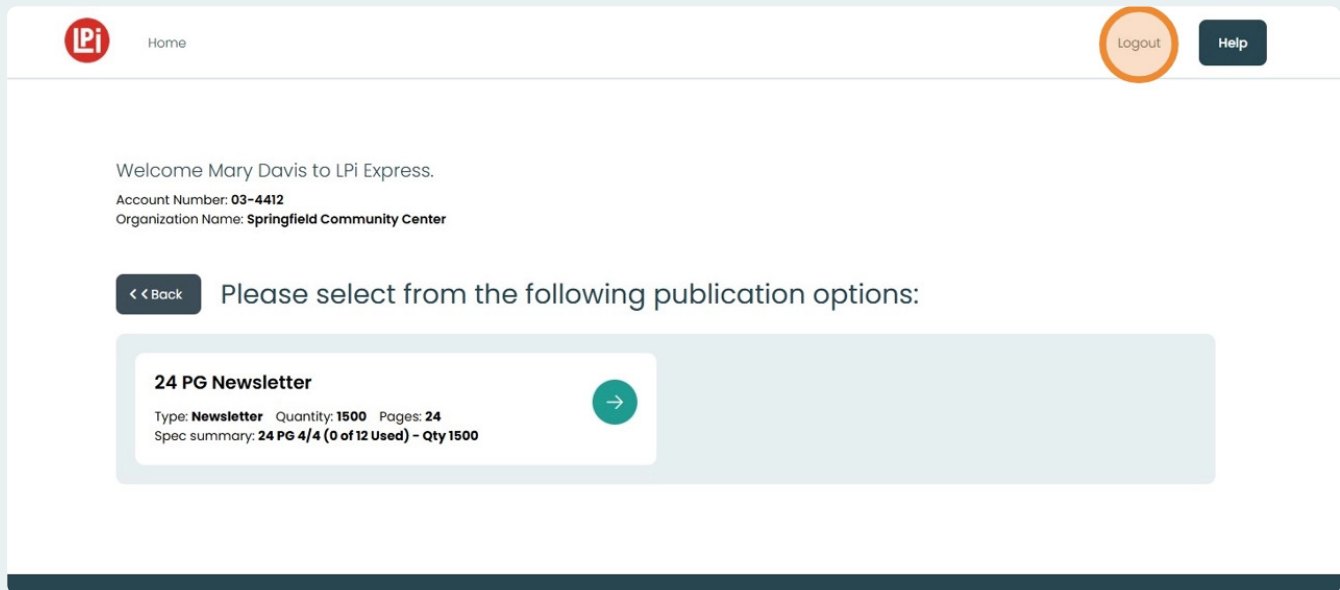 LPi Home Logout Help
Welcome Mary Davis to LPi Express.
Account Number: 03-4412
Organization Name: Springfield Community Center
<< Back Please select from the following publication options:
24 PG Newsletter
Type: Newsletter Quantity: 1500 Pages: 24
Spec summary: 24 PG 4/4 (0 of 12 Used) - Qty 1500